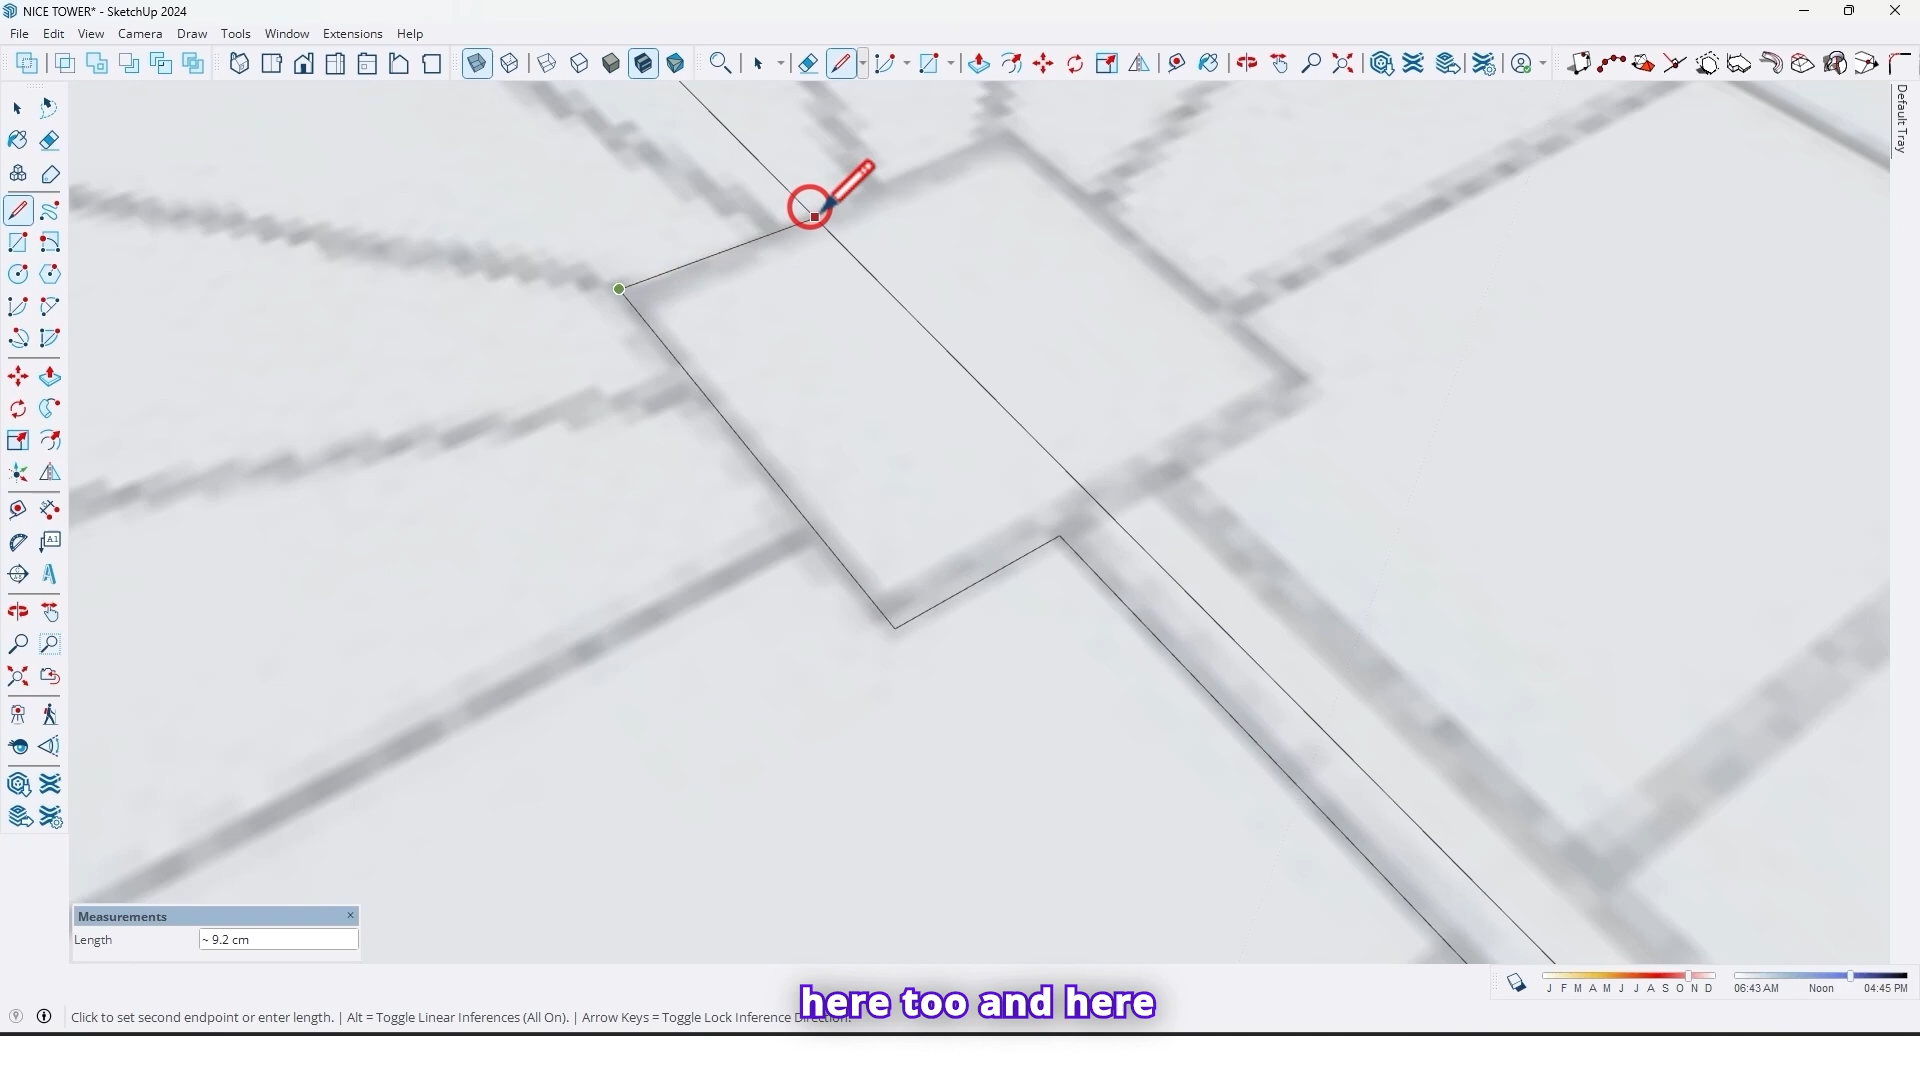 NICE TOWER* - SketchUp 2024
File Edit View Camera Draw Tools Window Extensions Help
Default Tray
A1
Measurements
Length ~ 9.2 cm
J F M A M J J A S O N D 06:43 AM Noon 04:45 PM
here too and here
Click to set second endpoint or enter length. | Alt = Toggle Linear Inferences (All On). | Arrow Keys = Toggle Lock Inference